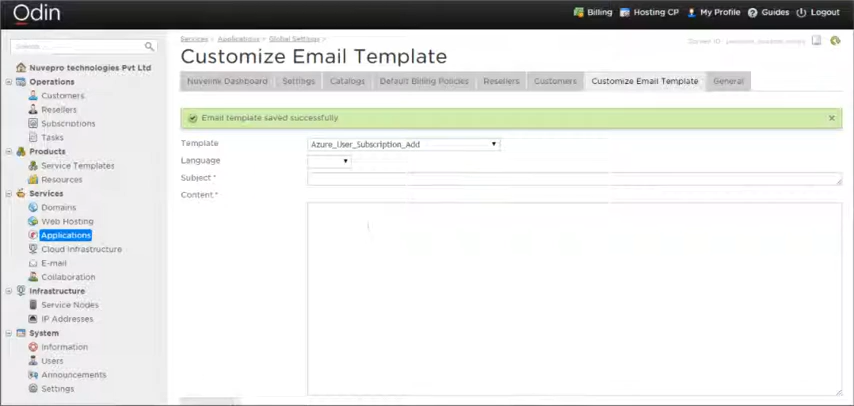 Odin
Billing
Hosting CP
My Profile
Guides
Logout
Search...
Nuvepro technologies Pvt Ltd
Operations
Customers
Resellers
Subscriptions
Tasks
Products
Service Templates
Resources
Services
Domains
Web Hosting
Applications
Cloud Infrastructure
E-mail
Collaboration
Infrastructure
Service Nodes
IP Addresses
System
Information
Users
Announcements
Settings
Services > Applications > Global Settings >
Customize Email Template
Nuveline Dashboard
Settings
Catalogs
Default Billing Policies
Resellers
Customers
Customize Email Template
General
Email template saved successfully
Template
Azure_User_Subscription_Add
Language
Subject *
Content *